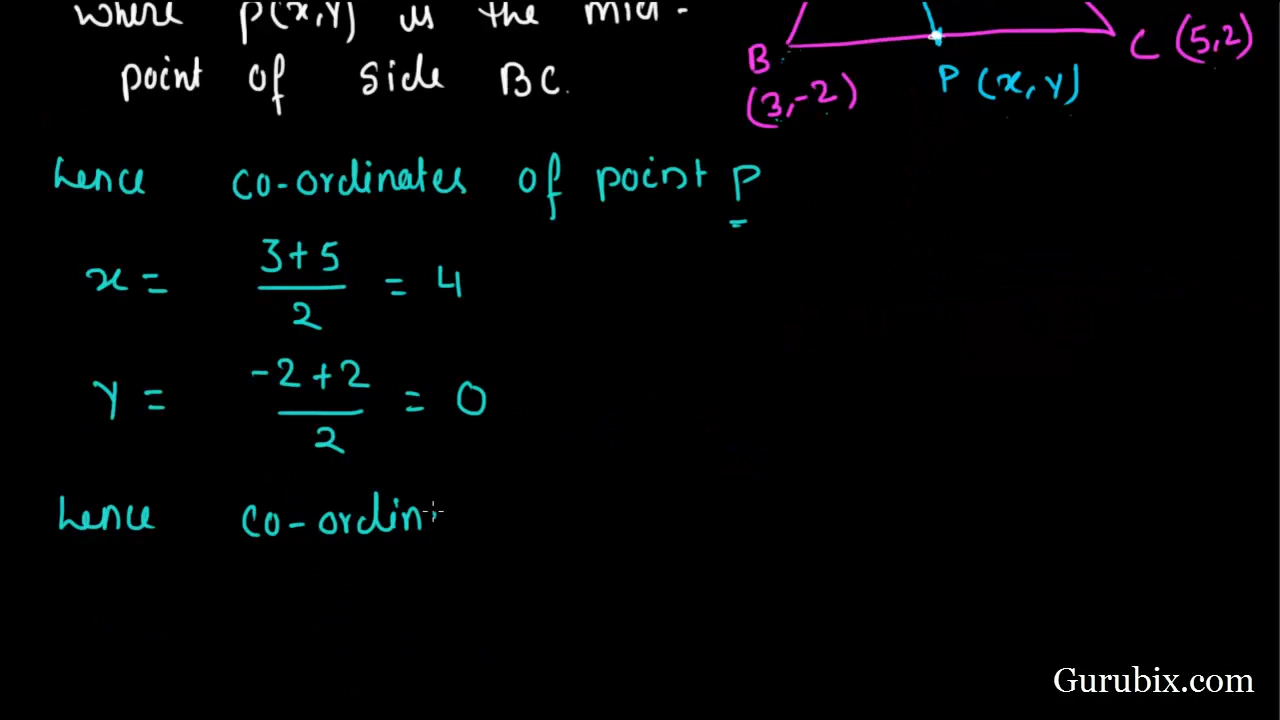 where P(x,y) is the mid-
point of side BC.
B
(3,-2)
P (x, y)
C (5,2)
hence co-ordinates of point P
x = 3+5 / 2 = 4
y = -2+2 / 2 = 0
hence co-ordin
Gurubix.com